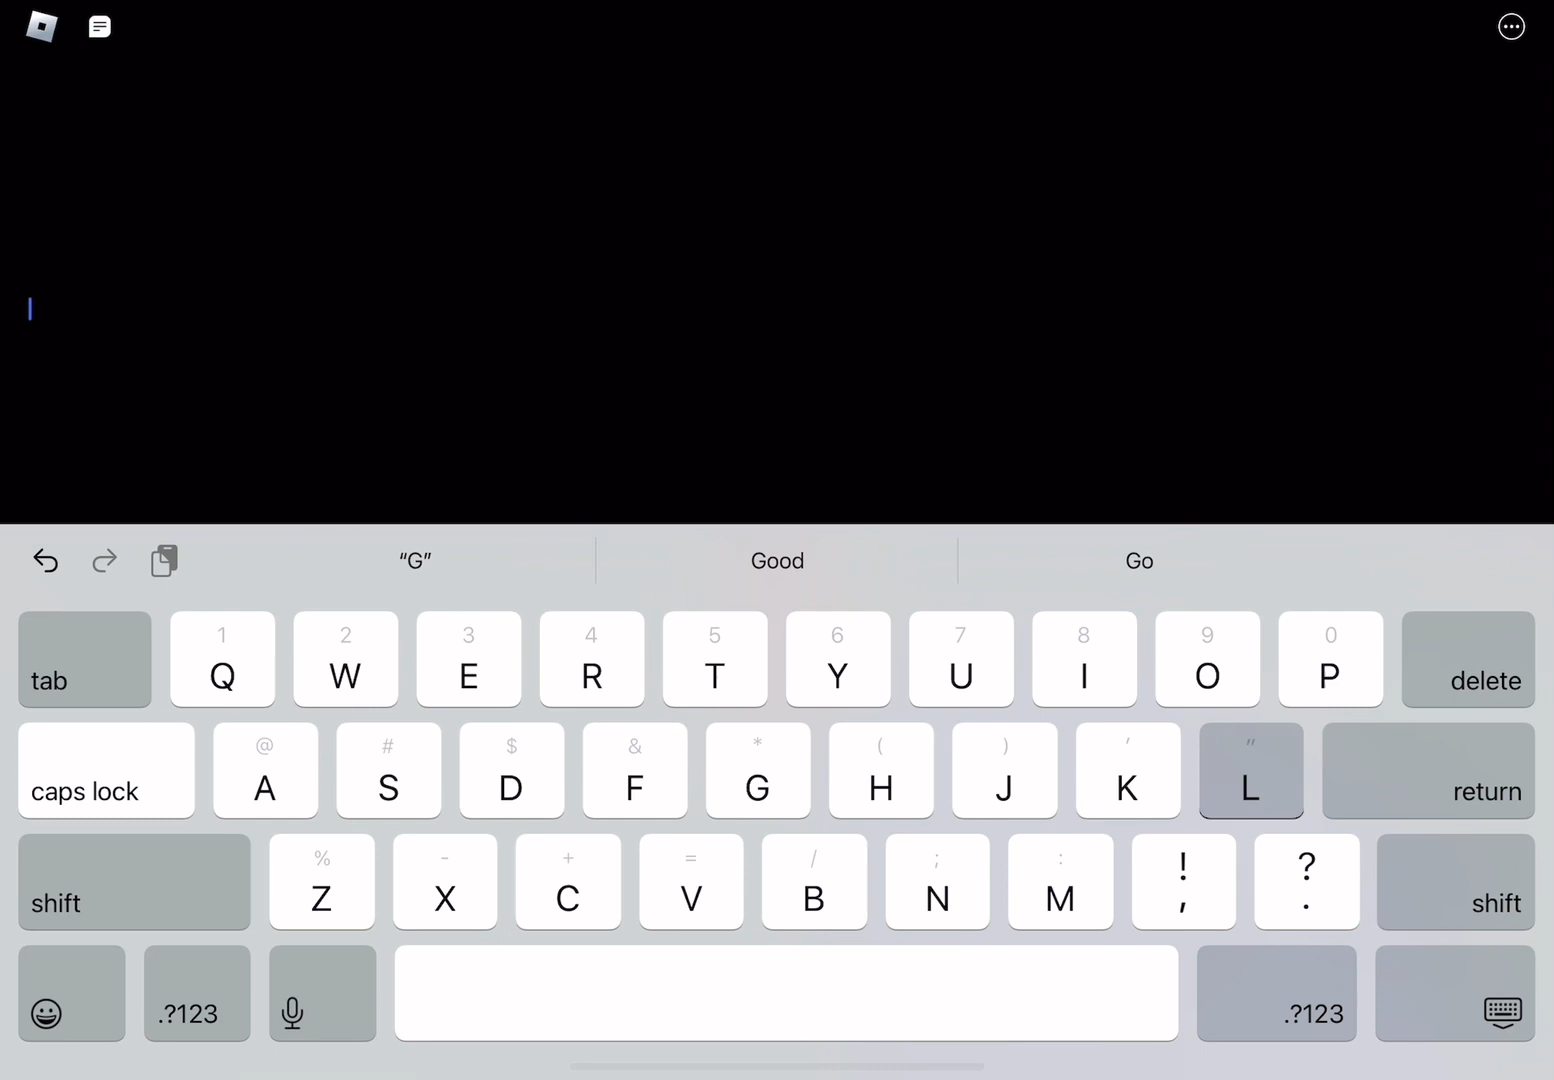 “G” Good Go
tab 1 Q 2 W 3 E 4 R 5 T 6 Y 7 U 8 I 9 O 0 P delete
caps lock @ A # S $ D & F * G ( H ) J ' K " L return
shift % Z - X + C = V / B ; N : M ! , ? . shift
.?123 .?123